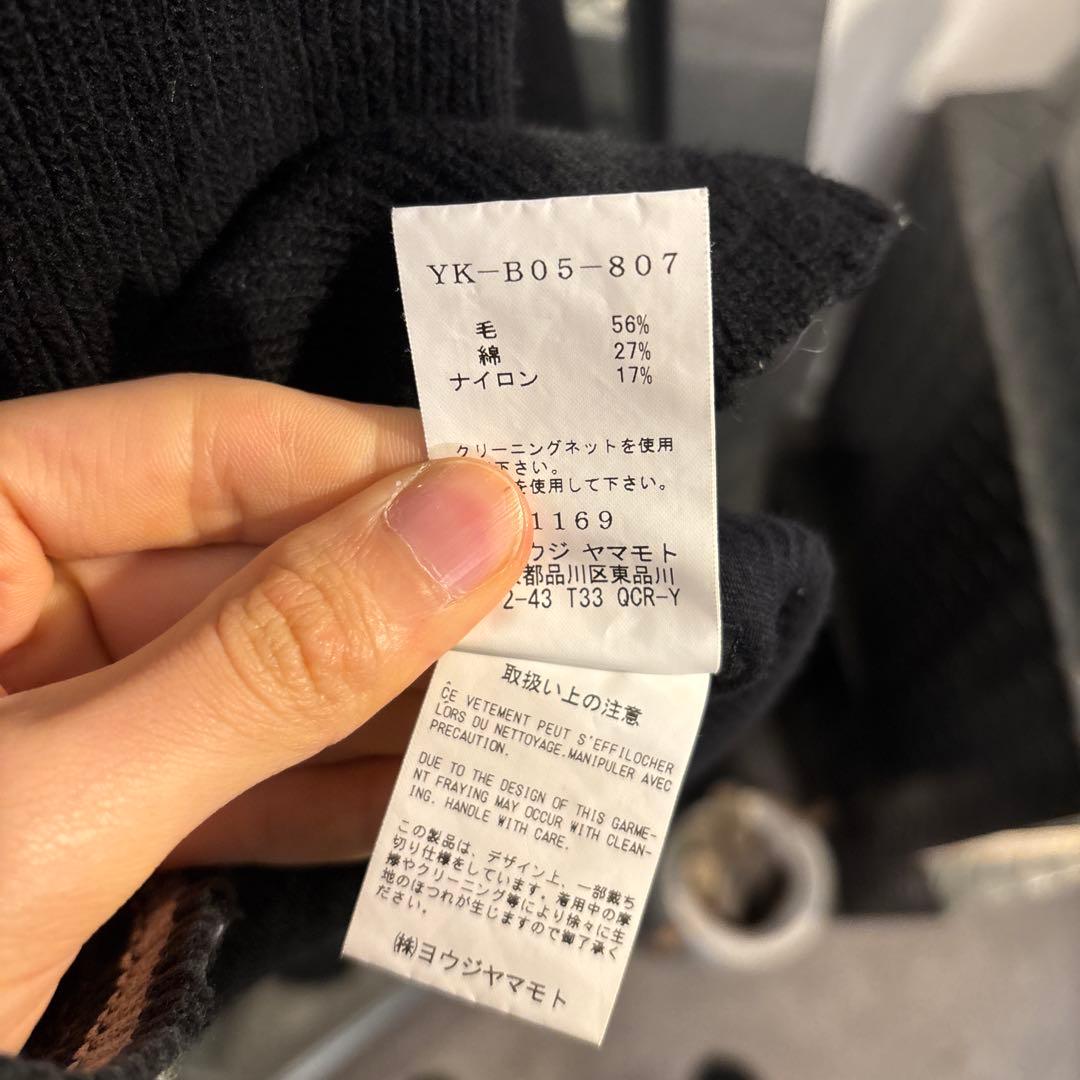 YK-B05-807
毛 56%
綿 27%
ナイロン 17%
クリーニングネットを使用
下さい。
を使用して下さい。
1169
ウジ ヤマモト
都品川区東品川
2-43 T33 QCR-Y
取扱い上の注意
CE VETEMENT PEUT S'EFFILOCHER
LORS DU NETTOYAGE.MANIPULER AVEC
PRECAUTION.
DUE TO THE DESIGN OF THIS GARME-
NT FRAYING MAY OCCUR WITH CLEAN-
ING. HANDLE WITH CARE.
この製品は、デザイン上、一部裁ち
切り仕様をしています。着用中の摩
擦やクリーニング等により徐々に生
地のほつれが生じますので御了承く
ださい。
㈱ヨウジヤマモト